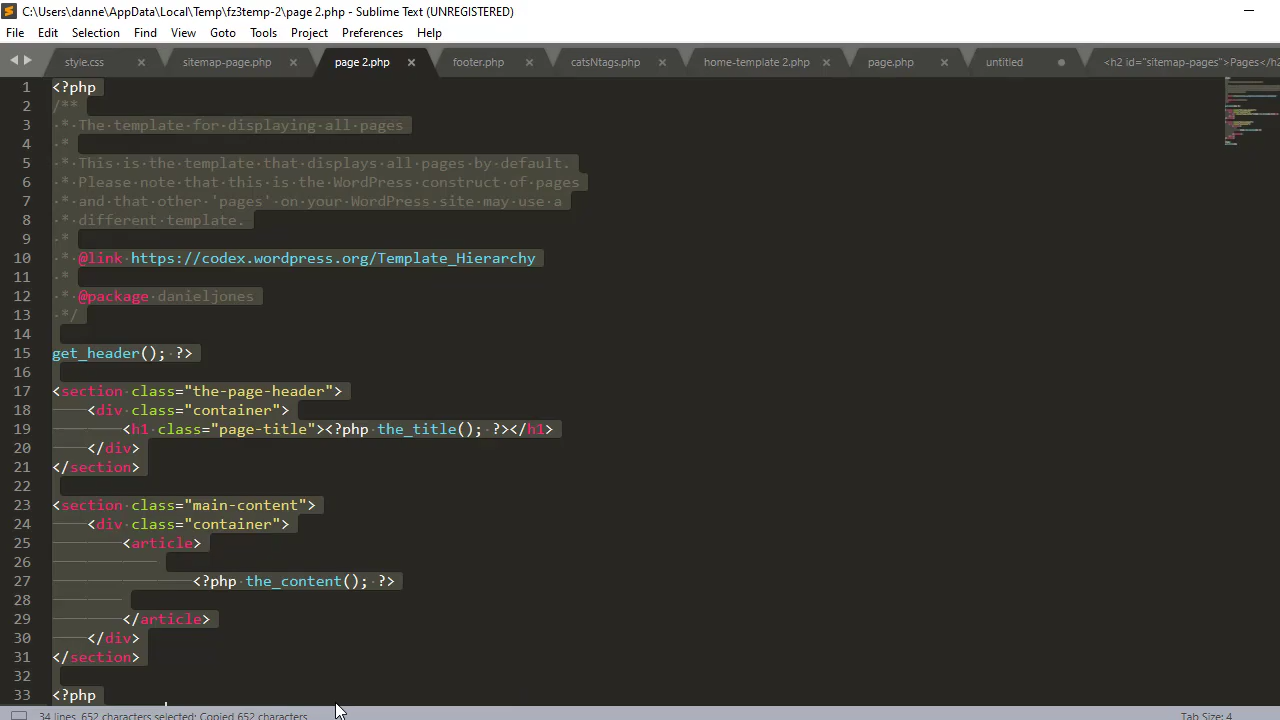 C:\Users\danne\AppData\Local\Temp\fz3temp-2\page 2.php - Sublime Text (UNREGISTERED)
File Edit Selection Find View Goto Tools Project Preferences Help
style.css sitemap-page.php page 2.php footer.php catsNtags.php home-template 2.php page.php untitled <h2 id="sitemap-pages">Pages</h2
1 <?php
2 /**
3 * The template for displaying all pages
4 *
5 * This is the template that displays all pages by default.
6 * Please note that this is the WordPress construct of pages
7 * and that other 'pages' on your WordPress site may use a
8 * different template.
9 *
10 * @link https://codex.wordpress.org/Template_Hierarchy
11 *
12 * @package danieljones
13 */
14
15 get_header(); ?>
16
17 <section class="the-page-header">
18 <div class="container">
19 <h1 class="page-title"><?php the_title(); ?></h1>
20 </div>
21 </section>
22
23 <section class="main-content">
24 <div class="container">
25 <article>
26
27 <?php the_content(); ?>
28
29 </article>
30 </div>
31 </section>
32
33 <?php
34 lines, 652 characters selected; Copied 652 characters Tab Size: 4